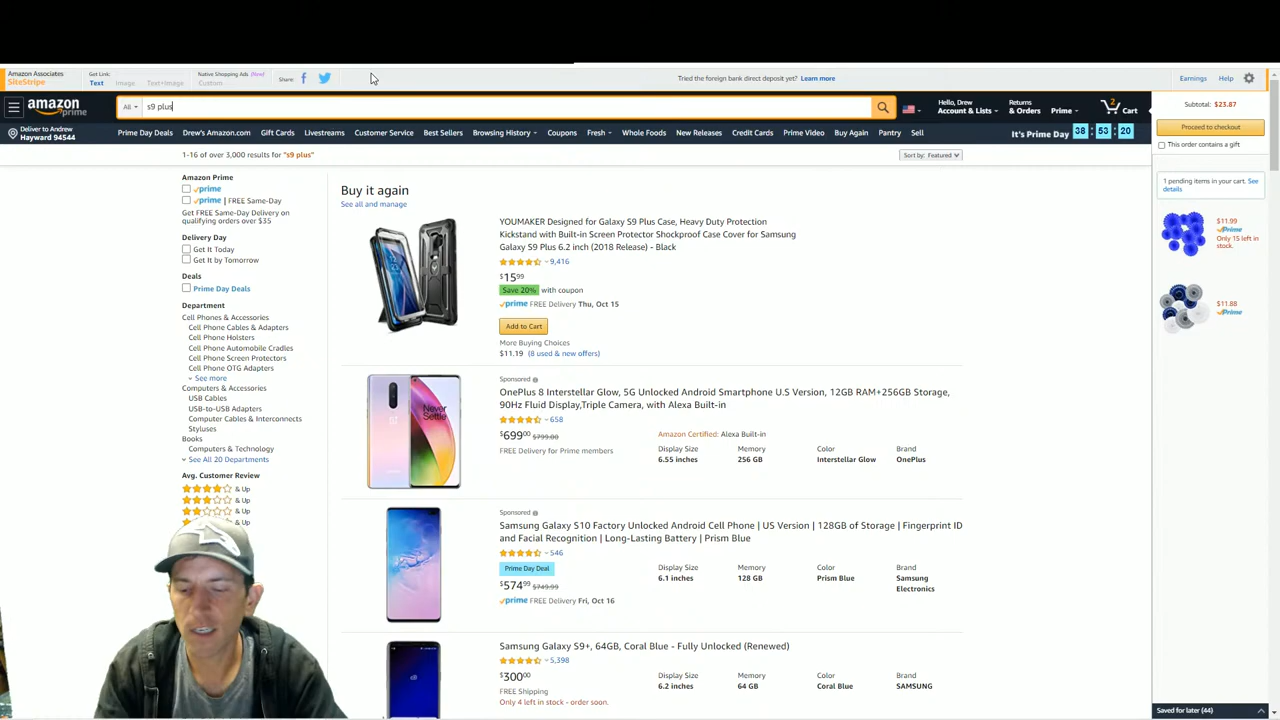 Amazon Associates
SiteStripe
Get Link:
Text Image Text+Image
Native Shopping Ads (New)
Custom
Share:
Tried the foreign bank direct deposit yet? Learn more
Earnings Help
amazon
prime
All
s9 plus
Hello, Drew
Account & Lists
Returns
& Orders
Prime
2
Cart
Subtotal: $23.87
Proceed to checkout
This order contains a gift
Deliver to Andrew
Hayward 94544
Prime Day Deals Drew's Amazon.com Gift Cards Livestreams Customer Service Best Sellers Browsing History Coupons Fresh Whole Foods New Releases Credit Cards Prime Video Buy Again Pantry Sell
It's Prime Day 38 : 53 : 20
1-16 of over 3,000 results for "s9 plus"
Sort by: Featured
Amazon Prime
prime
prime | FREE Same-Day
Get FREE Same-Day Delivery on
qualifying orders over $35
Delivery Day
Get It Today
Get It by Tomorrow
Deals
Prime Day Deals
Department
Cell Phones & Accessories
Cell Phone Cables & Adapters
Cell Phone Holsters
Cell Phone Automobile Cradles
Cell Phone Screen Protectors
Cell Phone OTG Adapters
See more
Computers & Accessories
USB Cables
USB-to-USB Adapters
Computer Cables & Interconnects
Styluses
Books
Computers & Technology
See All 20 Departments
Avg. Customer Review
& Up
& Up
& Up
& Up
Buy it again
See all and manage
YOUMAKER Designed for Galaxy S9 Plus Case, Heavy Duty Protection
Kickstand with Built-in Screen Protector Shockproof Case Cover for Samsung
Galaxy S9 Plus 6.2 inch (2018 Release) - Black
9,416
$15 99
Save 20% with coupon
prime FREE Delivery Thu, Oct 15
Add to Cart
More Buying Choices
$11.19 (8 used & new offers)
Sponsored
OnePlus 8 Interstellar Glow, 5G Unlocked Android Smartphone U.S Version, 12GB RAM+256GB Storage,
90Hz Fluid Display,Triple Camera, with Alexa Built-in
658
$699 00 $799.00
FREE Delivery for Prime members
Amazon Certified: Alexa Built-in
Display Size Memory Color Brand
6.55 inches 256 GB Interstellar Glow OnePlus
Never
Settle
Sponsored
Samsung Galaxy S10 Factory Unlocked Android Cell Phone | US Version | 128GB of Storage | Fingerprint ID
and Facial Recognition | Long-Lasting Battery | Prism Blue
546
Prime Day Deal
$574 99 $749.99
prime FREE Delivery Fri, Oct 16
Display Size Memory Color Brand
6.1 inches 128 GB Prism Blue Samsung
Electronics
Samsung Galaxy S9+, 64GB, Coral Blue - Fully Unlocked (Renewed)
5,398
$300 00
FREE Shipping
Only 4 left in stock - order soon.
Display Size Memory Color Brand
6.2 inches 64 GB Coral Blue SAMSUNG
1 pending items in your cart. See
details
$11.99
Prime
Only 15 left in
stock.
$11.88
Prime
Saved for later (44)